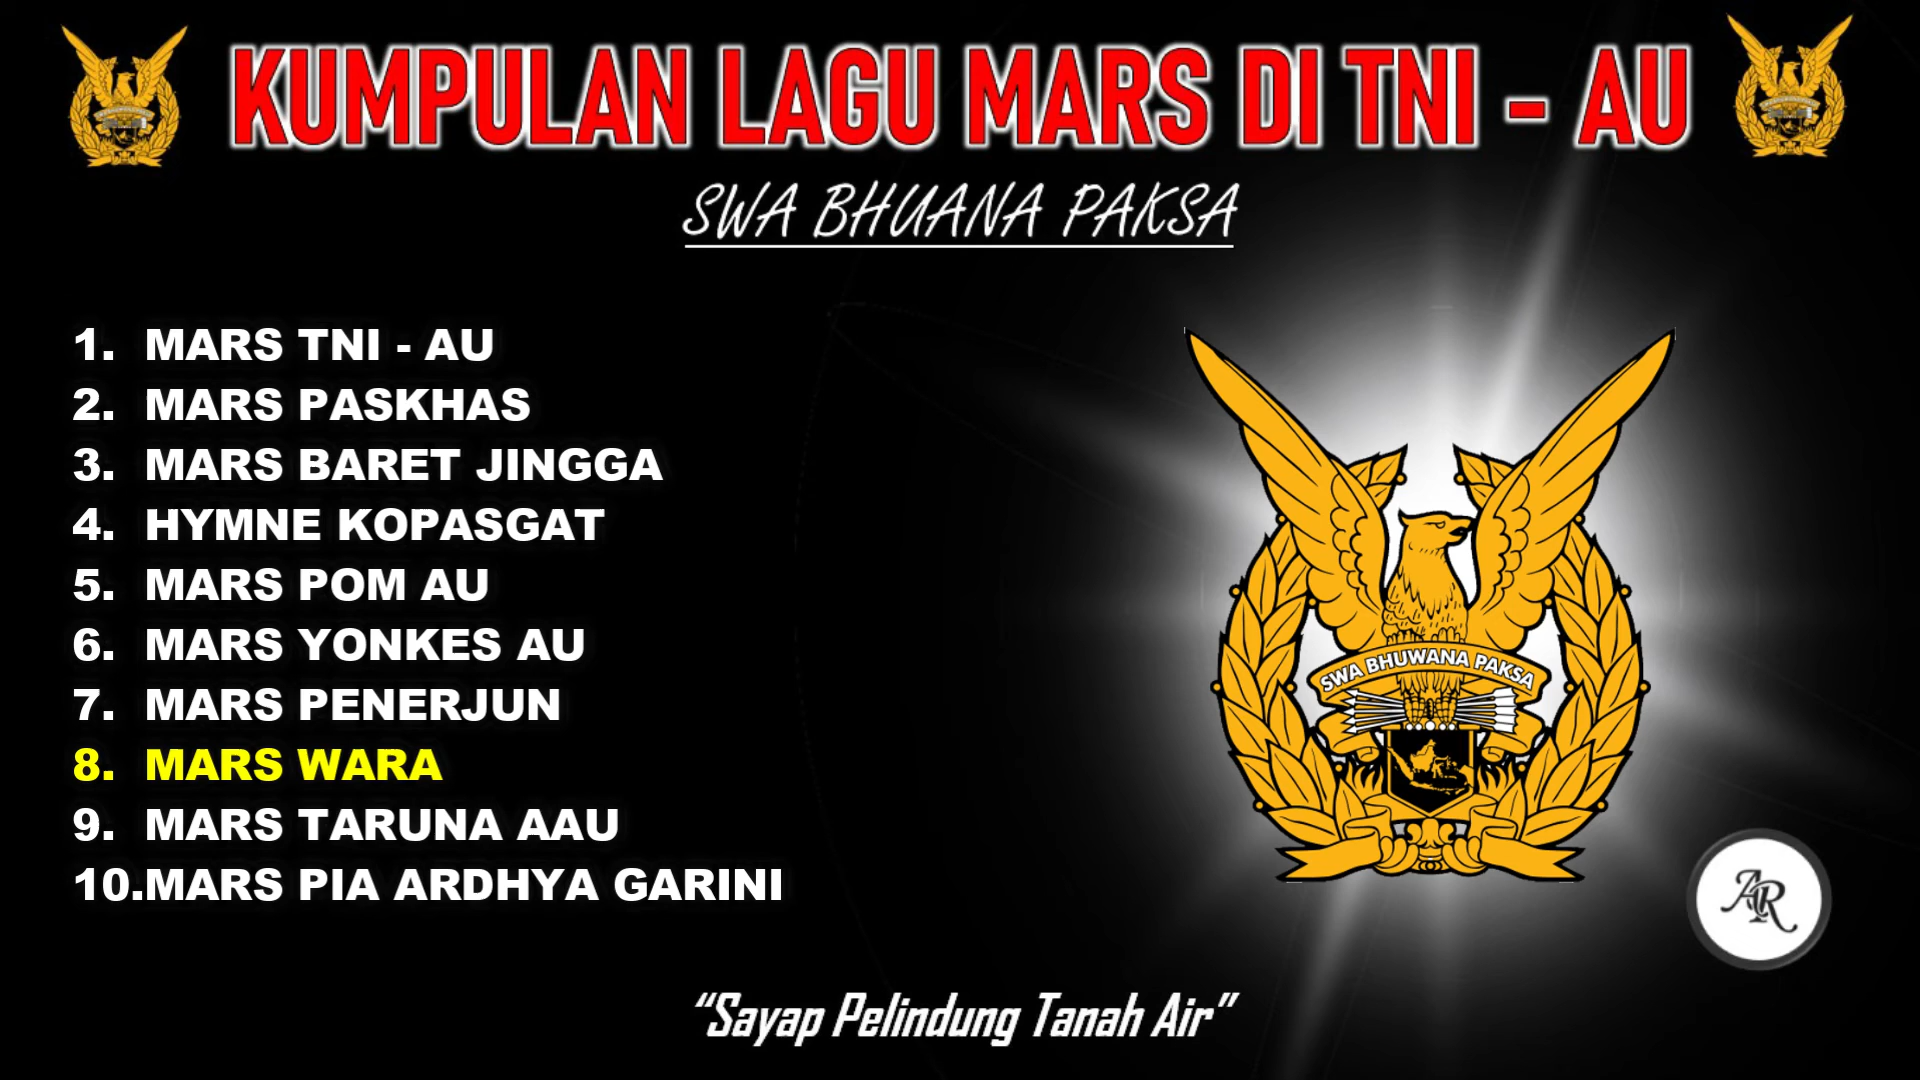 KUMPULAN LAGU MARS DI TNI - AU
SWA BHUANA PAKSA
1. MARS TNI - AU
2. MARS PASKHAS
3. MARS BARET JINGGA
4. HYMNE KOPASGAT
5. MARS POM AU
6. MARS YONKES AU
7. MARS PENERJUN
8. MARS WARA
9. MARS TARUNA AAU
10.MARS PIA ARDHYA GARINI
SWA BHUWANA PAKSA
AR
“Sayap Pelindung Tanah Air”